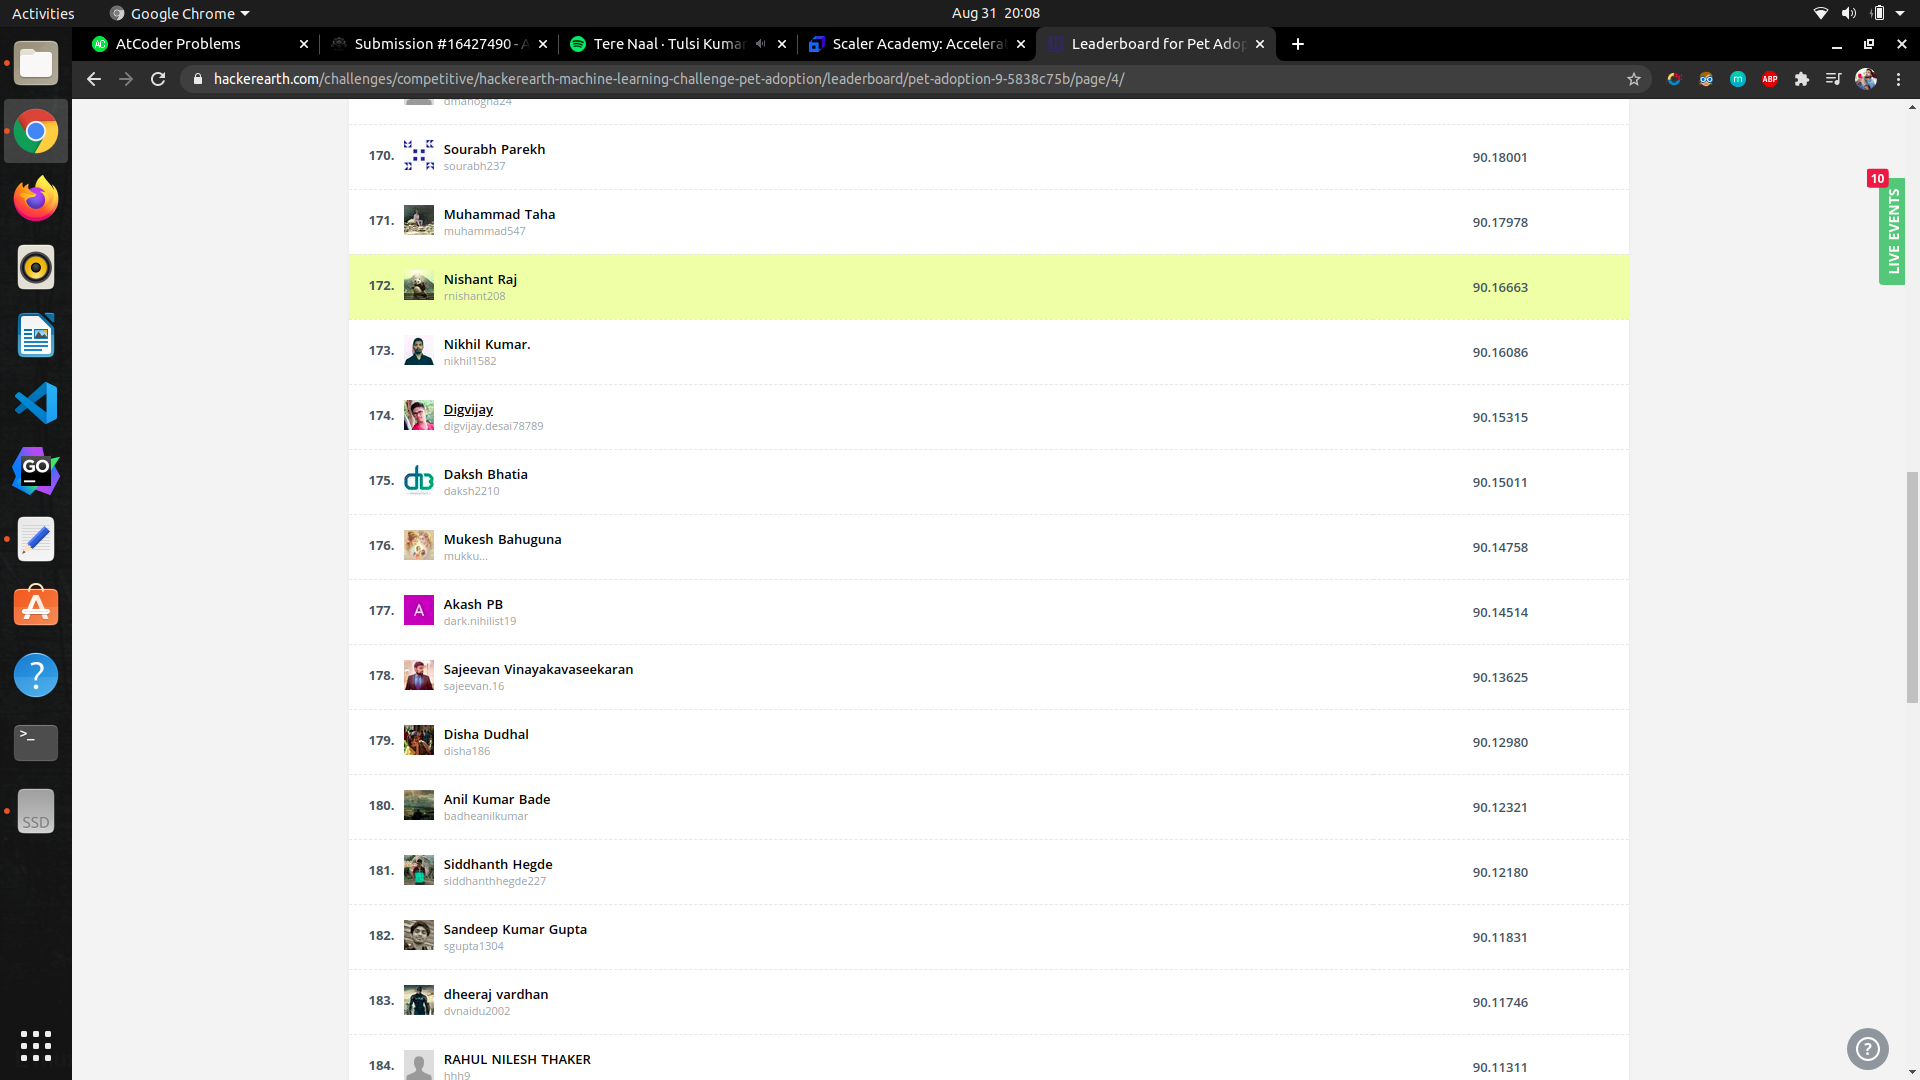 Activities
Google Chrome
Aug 31 20:08
AtCoder Problems
Submission #16427490 - A
Tere Naal · Tulsi Kumar
Scaler Academy: Accelerat
Leaderboard for Pet Adop
hackerearth.com/challenges/competitive/hackerearth-machine-learning-challenge-pet-adoption/leaderboard/pet-adoption-9-5838c75b/page/4/
ABP
dmanogna24
170. Sourabh Parekh 90.18001
sourabh237
171. Muhammad Taha 90.17978
muhammad547
172. Nishant Raj 90.16663
rnishant208
173. Nikhil Kumar. 90.16086
nikhil1582
174. Digvijay 90.15315
digvijay.desai78789
175. Daksh Bhatia 90.15011
daksh2210
176. Mukesh Bahuguna 90.14758
mukku...
177. A Akash PB 90.14514
dark.nihilist19
178. Sajeevan Vinayakavaseekaran 90.13625
sajeevan.16
179. Disha Dudhal 90.12980
disha186
180. Anil Kumar Bade 90.12321
badheanilkumar
181. Siddhanth Hegde 90.12180
siddhanthhegde227
182. Sandeep Kumar Gupta 90.11831
sgupta1304
183. dheeraj vardhan 90.11746
dvnaidu2002
184. RAHUL NILESH THAKER 90.11311
hhh9
10
LIVE EVENTS
GO
SSD
?